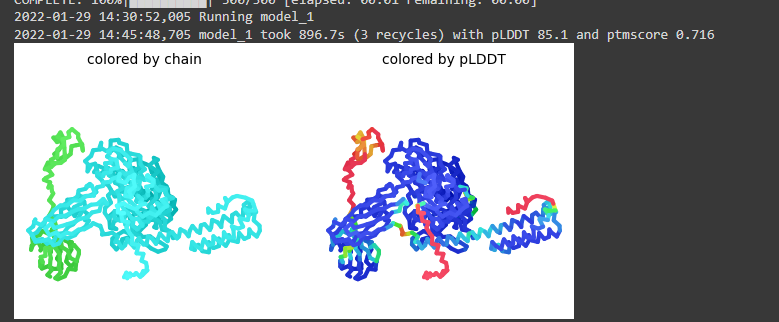 COMPLETE: 100%|██████████| 300/300 [elapsed: 00:01 remaining: 00:00]
2022-01-29 14:30:52,005 Running model_1
2022-01-29 14:45:48,705 model_1 took 896.7s (3 recycles) with pLDDT 85.1 and ptmscore 0.716
colored by chain
colored by pLDDT